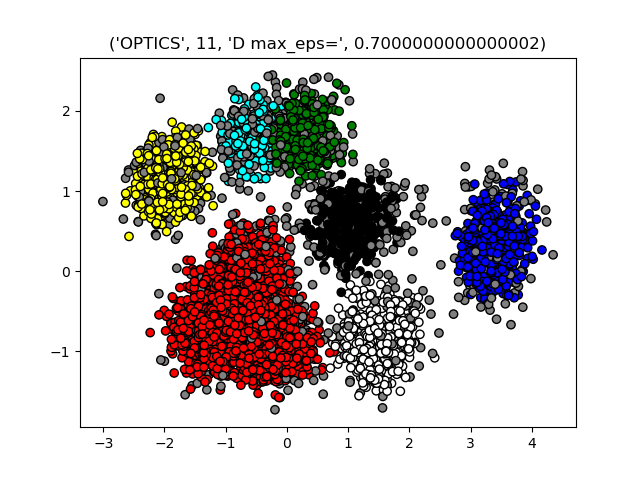 ('OPTICS', 11, 'D max_eps=', 0.7000000000000002)
2
1
0
−1
−3 −2 −1 0 1 2 3 4